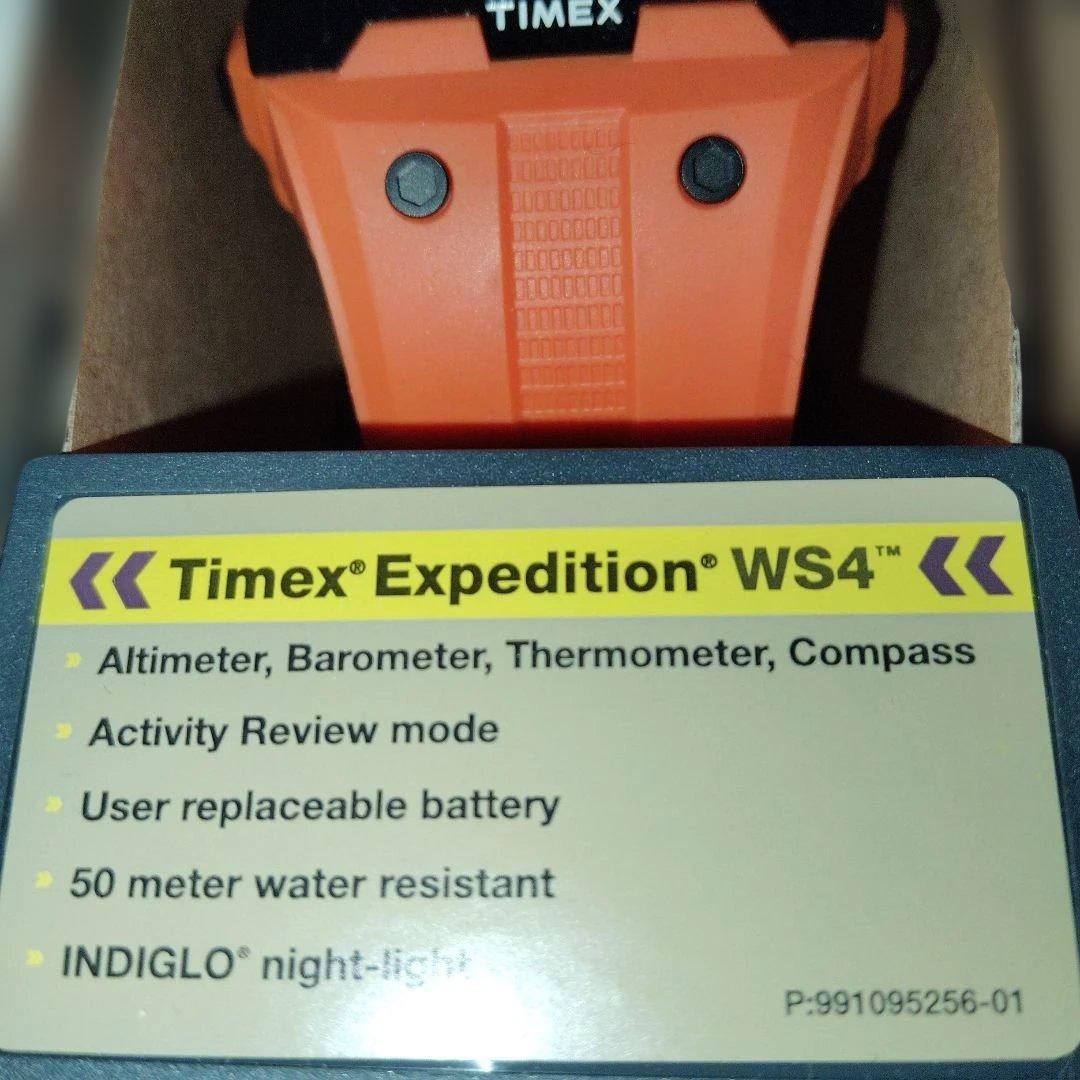 TIMEX
Timex® Expedition® WS4™
Altimeter, Barometer, Thermometer, Compass
Activity Review mode
User replaceable battery
50 meter water resistant
INDIGLO® night-light
P:991095256-01